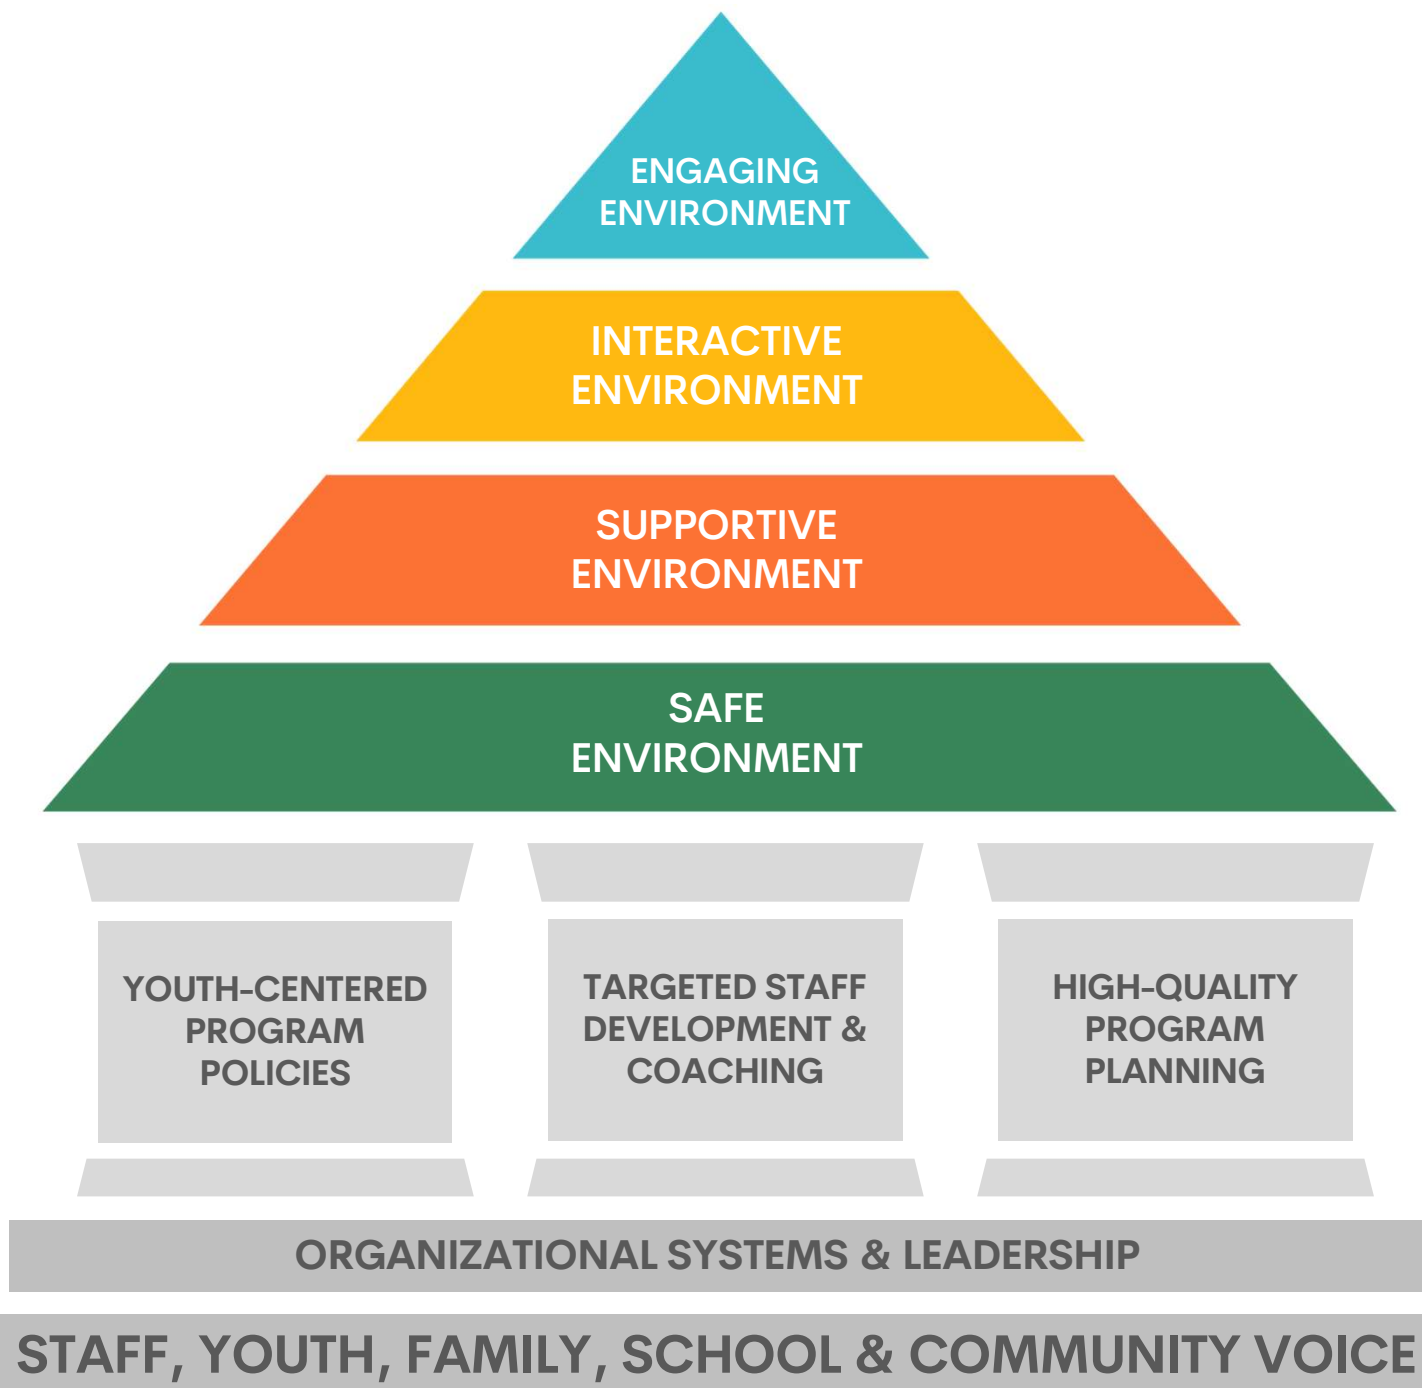 ENGAGING
ENVIRONMENT
INTERACTIVE
ENVIRONMENT
SUPPORTIVE
ENVIRONMENT
SAFE
ENVIRONMENT
YOUTH-CENTERED
PROGRAM
POLICIES
TARGETED STAFF
DEVELOPMENT &
COACHING
HIGH-QUALITY
PROGRAM
PLANNING
ORGANIZATIONAL SYSTEMS & LEADERSHIP
STAFF, YOUTH, FAMILY, SCHOOL & COMMUNITY VOICE